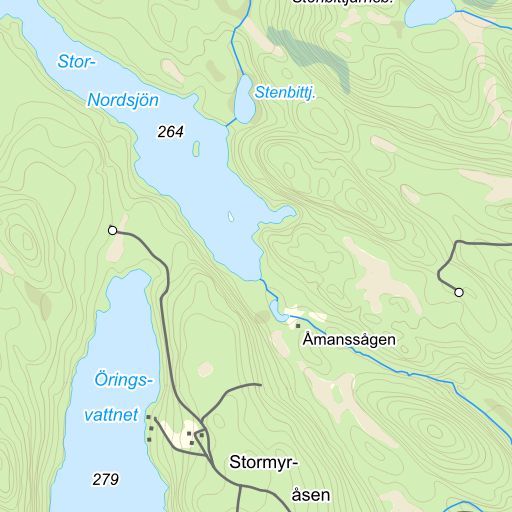 Stor-
Nordsjön
264
Stenbittj.
Åmanssågen
Örings-
vattnet
279
Stormyr-
åsen